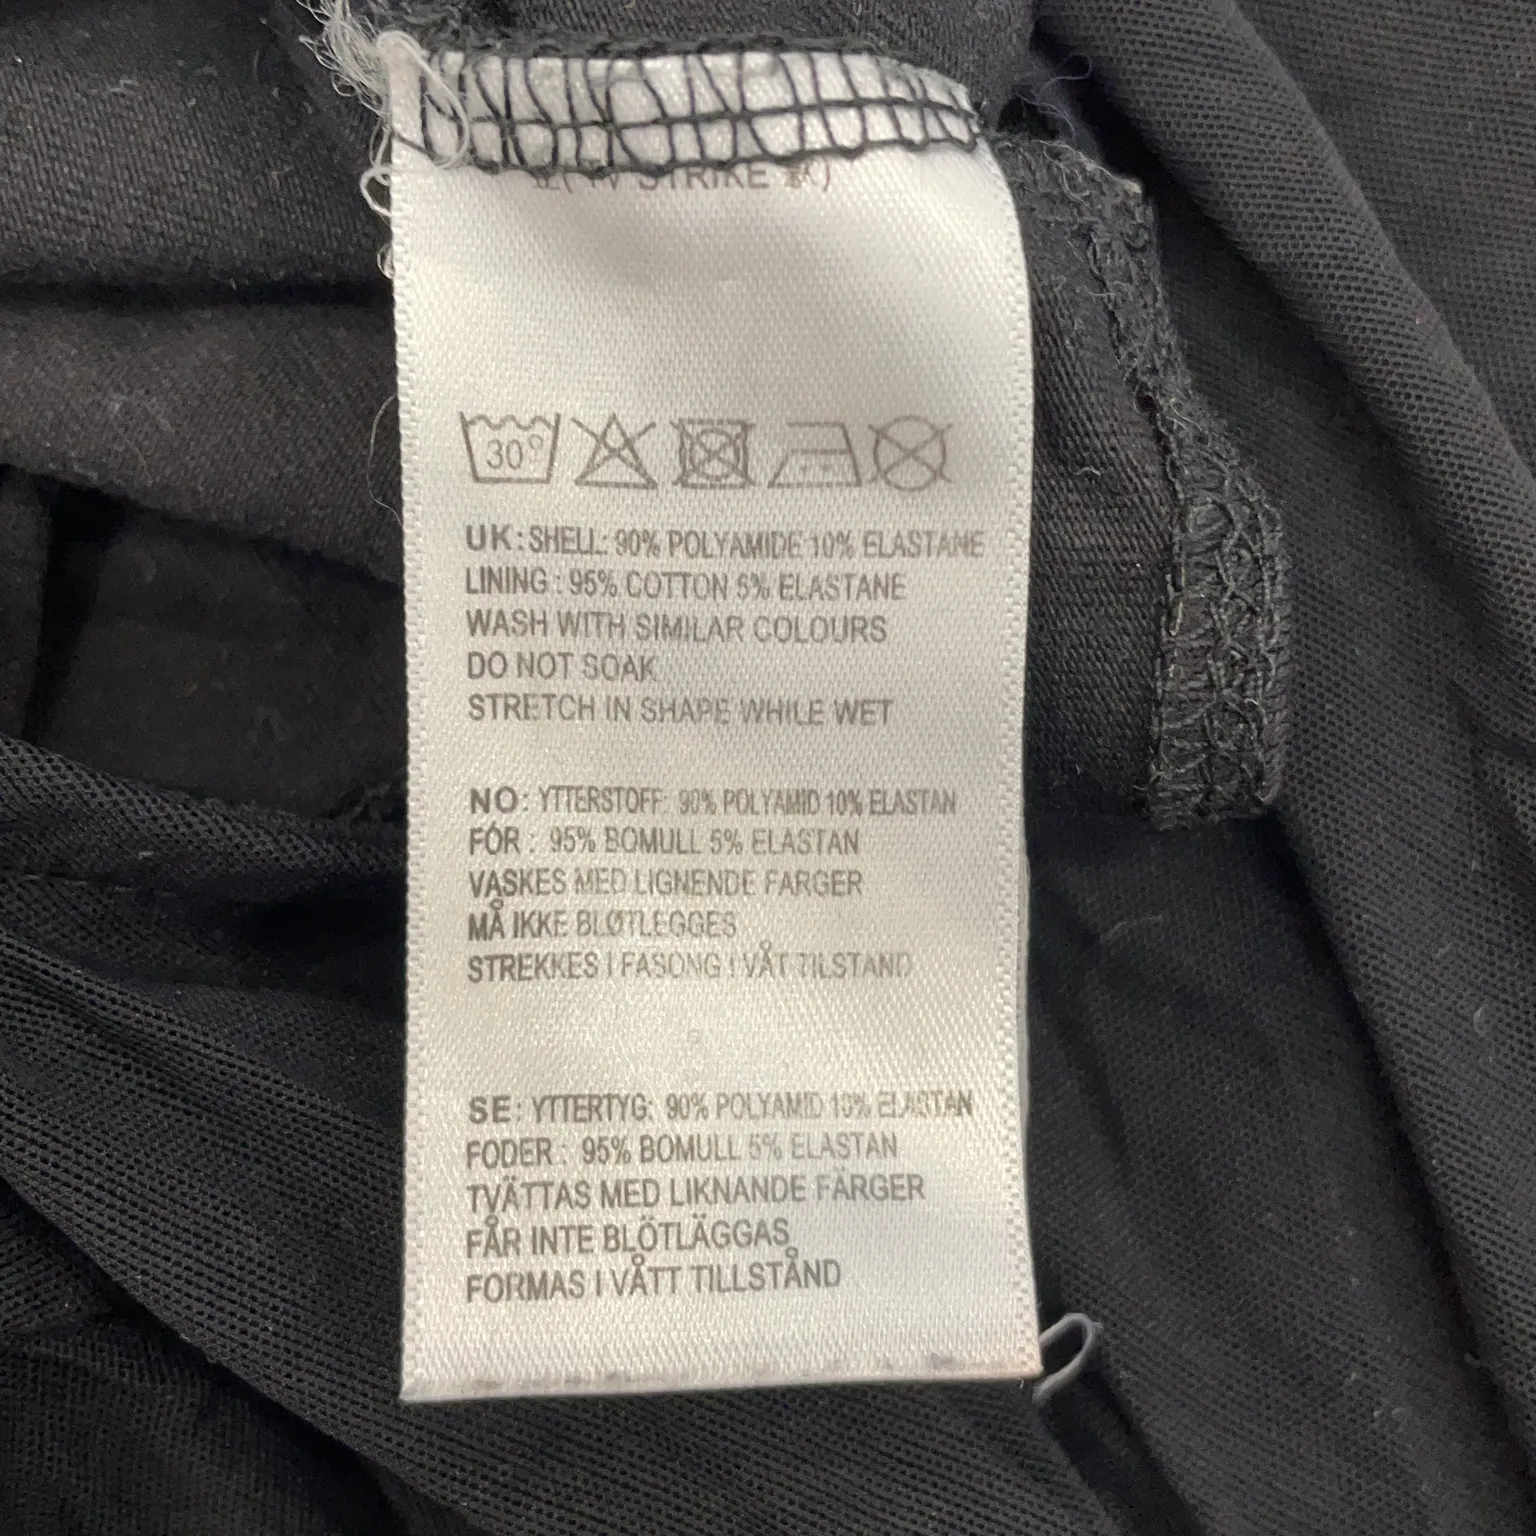 STRIKE
30°
UK: SHELL: 90% POLYAMIDE 10% ELASTANE
LINING : 95% COTTON 5% ELASTANE
WASH WITH SIMILAR COLOURS
DO NOT SOAK
STRETCH IN SHAPE WHILE WET
NO: YTTERSTOFF: 90% POLYAMID 10% ELASTAN
FÓR : 95% BOMULL 5% ELASTAN
VASKES MED LIGNENDE FARGER
MÅ IKKE BLØTLEGGES
STREKKES I FASONG I VÅT TILSTAND
SE: YTTERTYG: 90% POLYAMID 10% ELASTAN
FODER : 95% BOMULL 5% ELASTAN
TVÄTTAS MED LIKNANDE FÄRGER
FÅR INTE BLÖTLÄGGAS
FORMAS I VÅTT TILLSTÅND